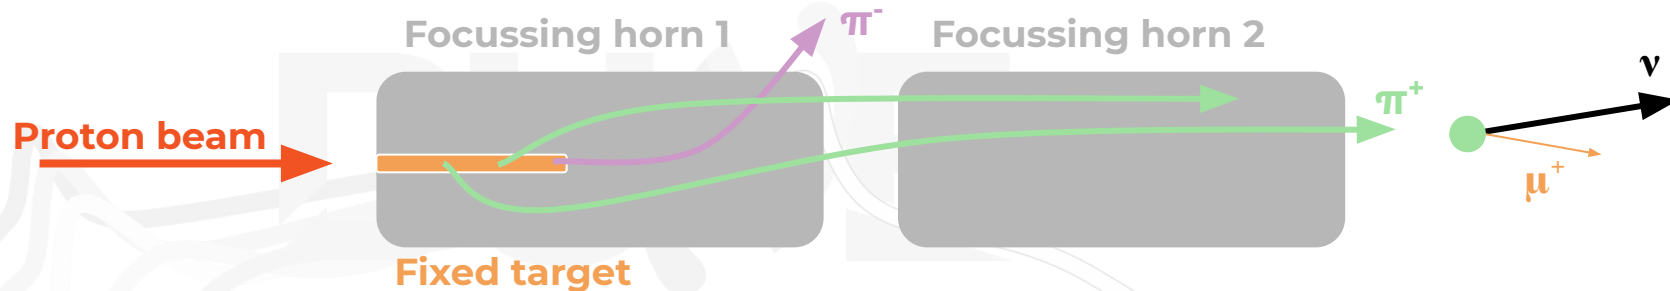 Focussing horn 1
π⁻
Focussing horn 2
ν
π⁺
Proton beam
μ⁺
Fixed target